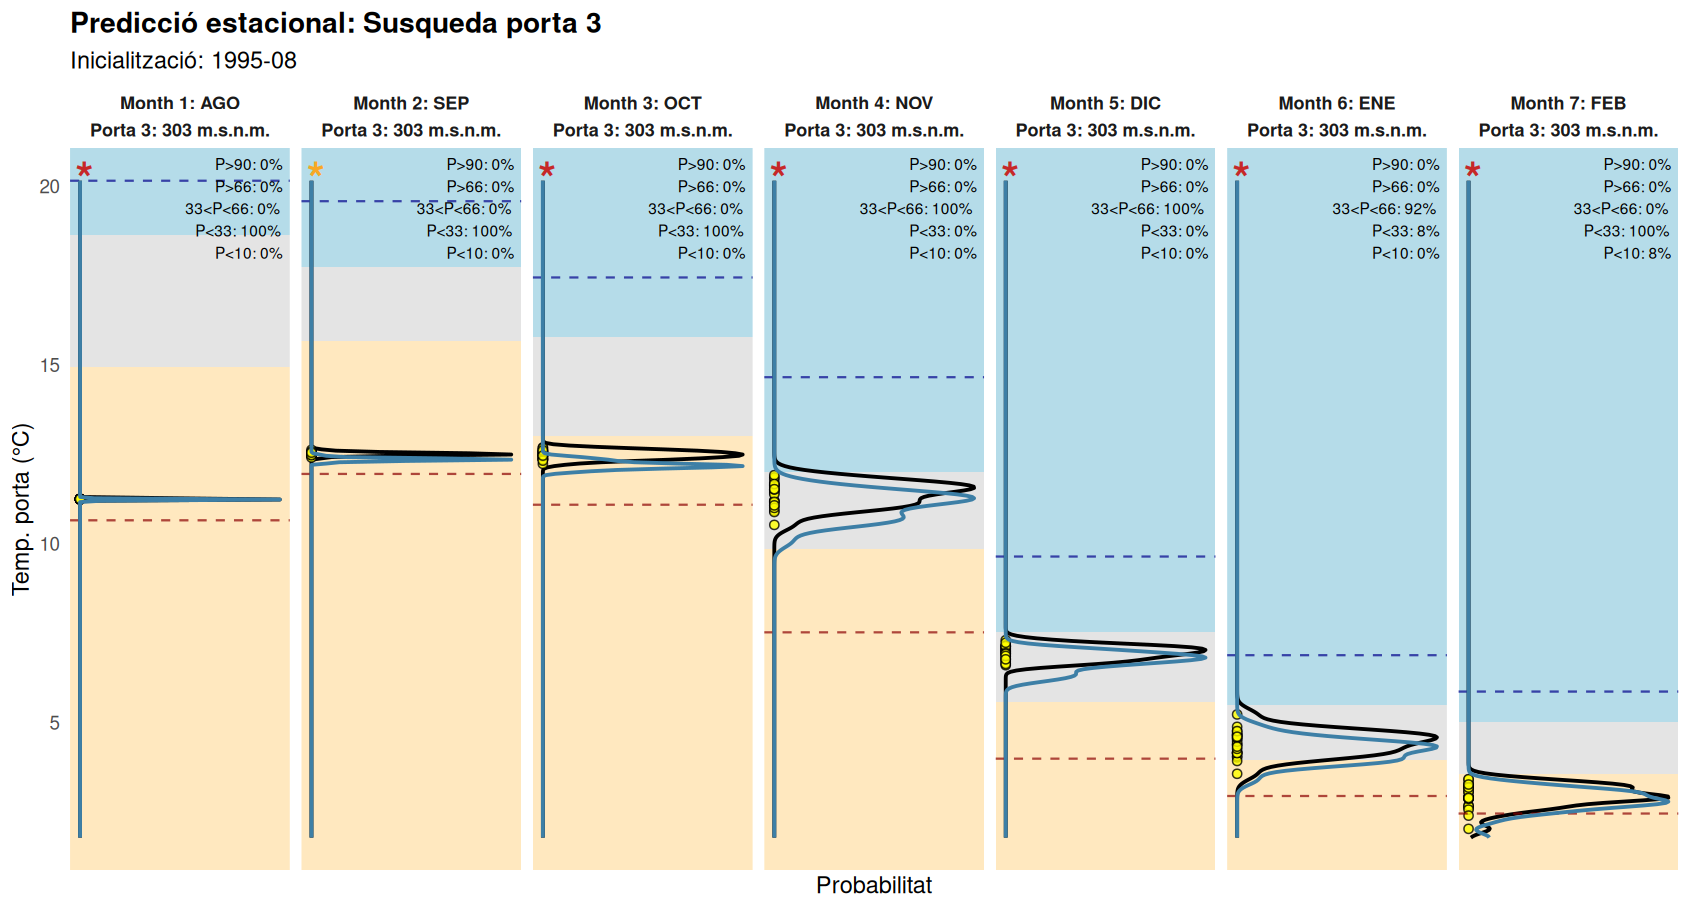 Predicció estacional: Susqueda porta 3
Inicialització: 1995-08
Month 1: AGO
Porta 3: 303 m.s.n.m.
Month 2: SEP
Porta 3: 303 m.s.n.m.
Month 3: OCT
Porta 3: 303 m.s.n.m.
Month 4: NOV
Porta 3: 303 m.s.n.m.
Month 5: DIC
Porta 3: 303 m.s.n.m.
Month 6: ENE
Porta 3: 303 m.s.n.m.
Month 7: FEB
Porta 3: 303 m.s.n.m.
*
P>90: 0%
P>66: 0%
33<P<66: 0%
P<33: 100%
P<10: 0%
*
P>90: 0%
P>66: 0%
33<P<66: 0%
P<33: 100%
P<10: 0%
*
P>90: 0%
P>66: 0%
33<P<66: 0%
P<33: 100%
P<10: 0%
*
P>90: 0%
P>66: 0%
33<P<66: 100%
P<33: 0%
P<10: 0%
*
P>90: 0%
P>66: 0%
33<P<66: 100%
P<33: 0%
P<10: 0%
*
P>90: 0%
P>66: 0%
33<P<66: 92%
P<33: 8%
P<10: 0%
*
P>90: 0%
P>66: 0%
33<P<66: 0%
P<33: 100%
P<10: 8%
20
15
10
5
Temp. porta (°C)
Probabilitat